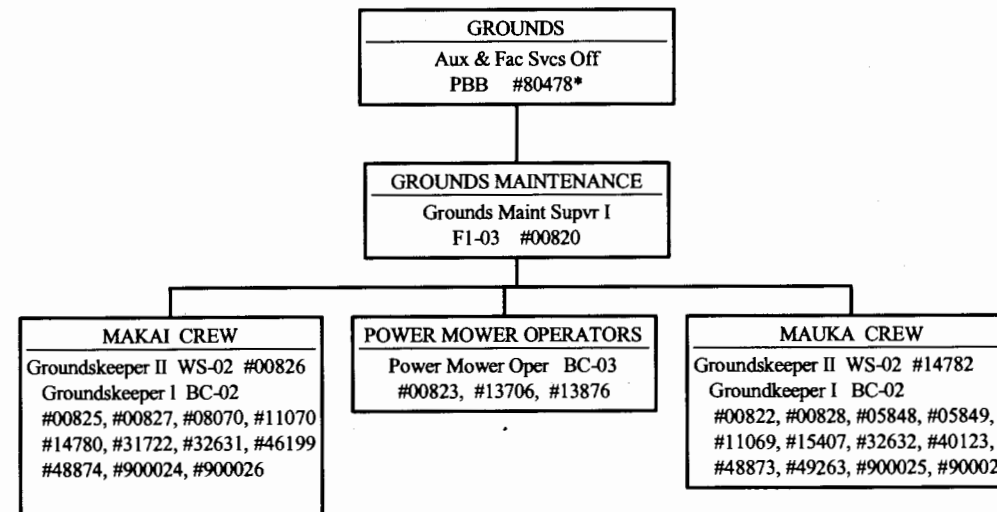 GROUNDS
Aux & Fac Svcs Off
PBB #80478*
GROUNDS MAINTENANCE
Grounds Maint Supvr I
F1-03 #00820
MAKAI CREW
Groundskeeper II WS-02 #00826
Groundskeeper I BC-02
#00825, #00827, #08070, #11070
#14780, #31722, #32631, #46199
#48874, #900024, #900026
POWER MOWER OPERATORS
Power Mower Oper BC-03
#00823, #13706, #13876
MAUKA CREW
Groundskeeper II WS-02 #14782
Groundkeeper I BC-02
#00822, #00828, #05848, #05849,
#11069, #15407, #32632, #40123,
#48873, #49263, #900025,